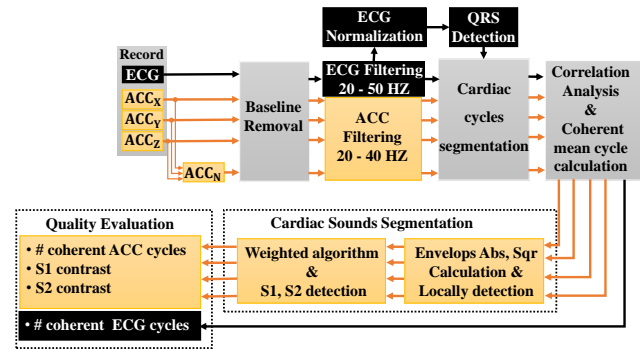 ECG
Normalization
QRS
Detection
Record
ECG
ACCX
ACCY
ACCZ
ACCN
Baseline
Removal
ECG Filtering
20 - 50 HZ
ACC
Filtering
20 - 40 HZ
Cardiac
cycles
segmentation
Correlation
Analysis
&
Coherent
mean cycle
calculation
Quality Evaluation
• # coherent ACC cycles
• S1 contrast
• S2 contrast
• # coherent ECG cycles
Cardiac Sounds Segmentation
Weighted algorithm
&
S1, S2 detection
Envelops Abs, Sqr
Calculation &
Locally detection